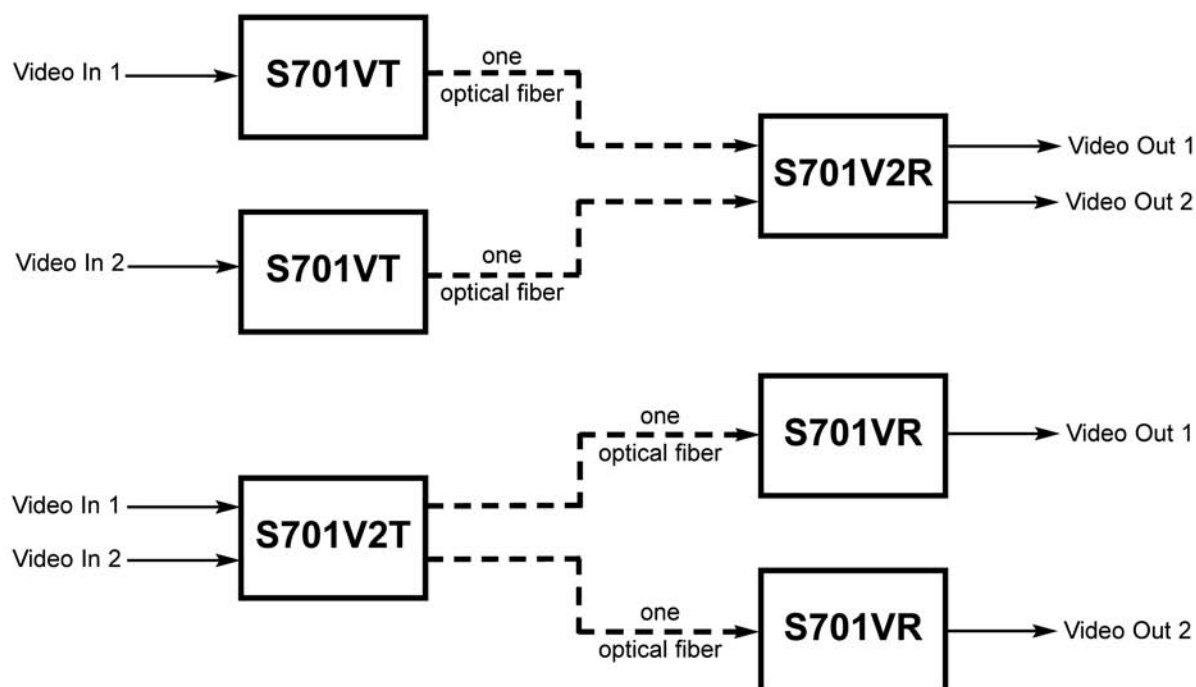 Video In 1
S701VT
one
optical fiber
S701V2R
Video Out 1
Video Out 2
Video In 2
S701VT
one
optical fiber
one
optical fiber
S701VR
Video Out 1
Video In 1
Video In 2
S701V2T
one
optical fiber
S701VR
Video Out 2